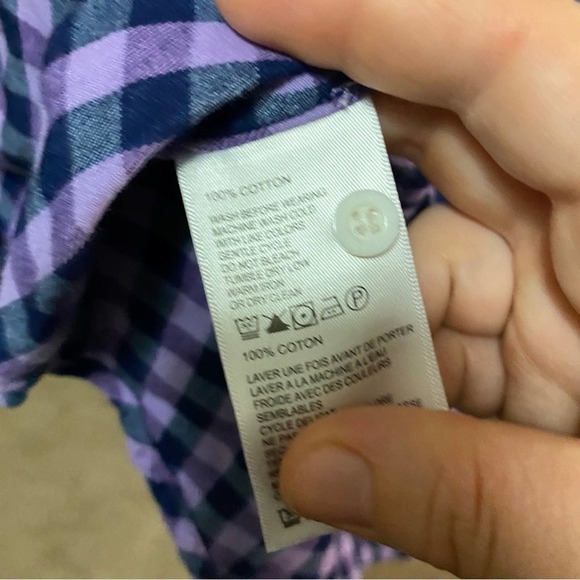 100% COTTON
WASH BEFORE WEARING
MACHINE WASH COLD
WITH LIKE COLORS
GENTLE CYCLE
DO NOT BLEACH
TUMBLE DRY LOW
WARM IRON
OR DRY CLEAN
P
100% COTON
LAVER UNE FOIS AVANT DE PORTER
LAVER A LA MACHINE A L'EAU
FROIDE AVEC DES COULEURS
SEMBLABLES
CYCLE
NE